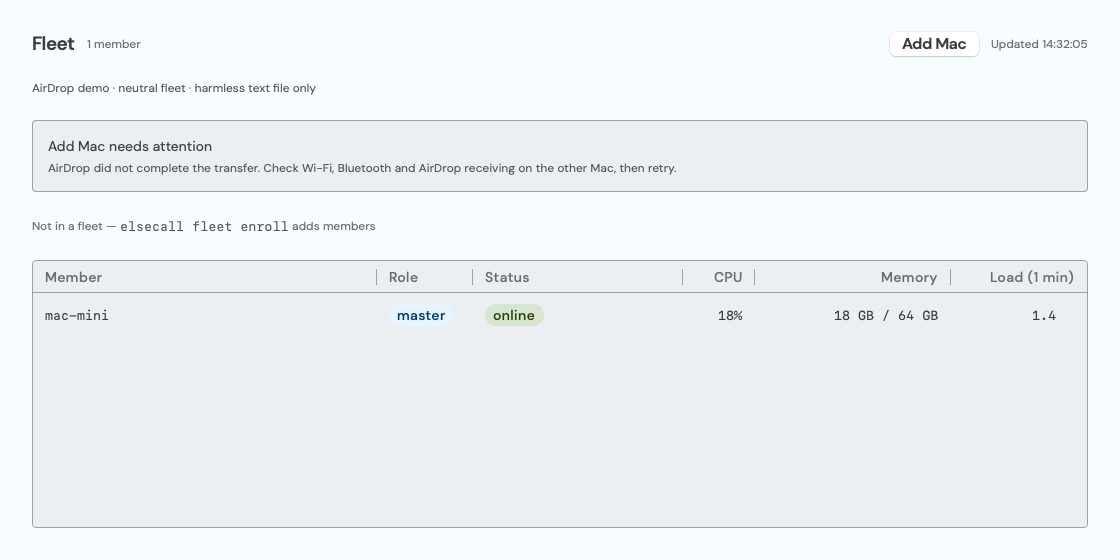 Fleet 1 member Add Mac Updated 14:32:05
AirDrop demo · neutral fleet · harmless text file only
Add Mac needs attention
AirDrop did not complete the transfer. Check Wi-Fi, Bluetooth and AirDrop receiving on the other Mac, then retry.
Not in a fleet — elsecall fleet enroll adds members
Member Role Status CPU Memory Load (1 min)
mac-mini master online 18% 18 GB / 64 GB 1.4